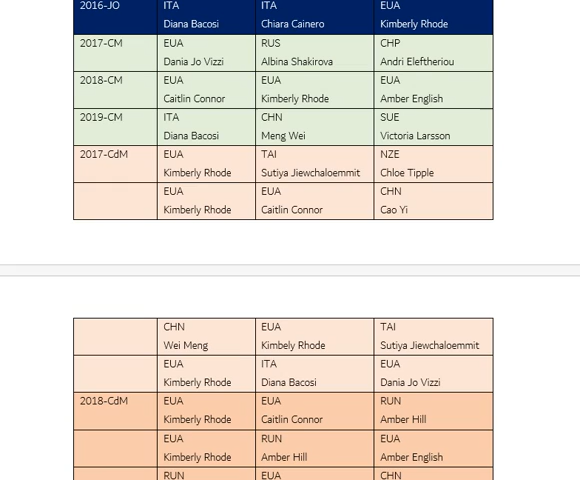 2016-JO ITA ITA EUA
Diana Bacosi Chiara Cainero Kimberly Rhode
2017-CM EUA RUS CHP
Dania Jo Vizzi Albina Shakirova Andri Eleftheriou
2018-CM EUA EUA EUA
Caitlin Connor Kimberly Rhode Amber English
2019-CM ITA CHN SUE
Diana Bacosi Meng Wei Victoria Larsson
2017-CdM EUA TAI NZE
Kimberly Rhode Sutiya Jiewchaloemmit Chloe Tipple
EUA EUA CHN
Kimberly Rhode Caitlin Connor Cao Yi
CHN EUA TAI
Wei Meng Kimbely Rhode Sutiya Jiewchaloemmit
EUA ITA EUA
Kimberly Rhode Diana Bacosi Dania Jo Vizzi
2018-CdM EUA EUA RUN
Kimberly Rhode Caitlin Connor Amber Hill
EUA RUN EUA
Kimberly Rhode Amber Hill Amber English
RUN EUA CHN